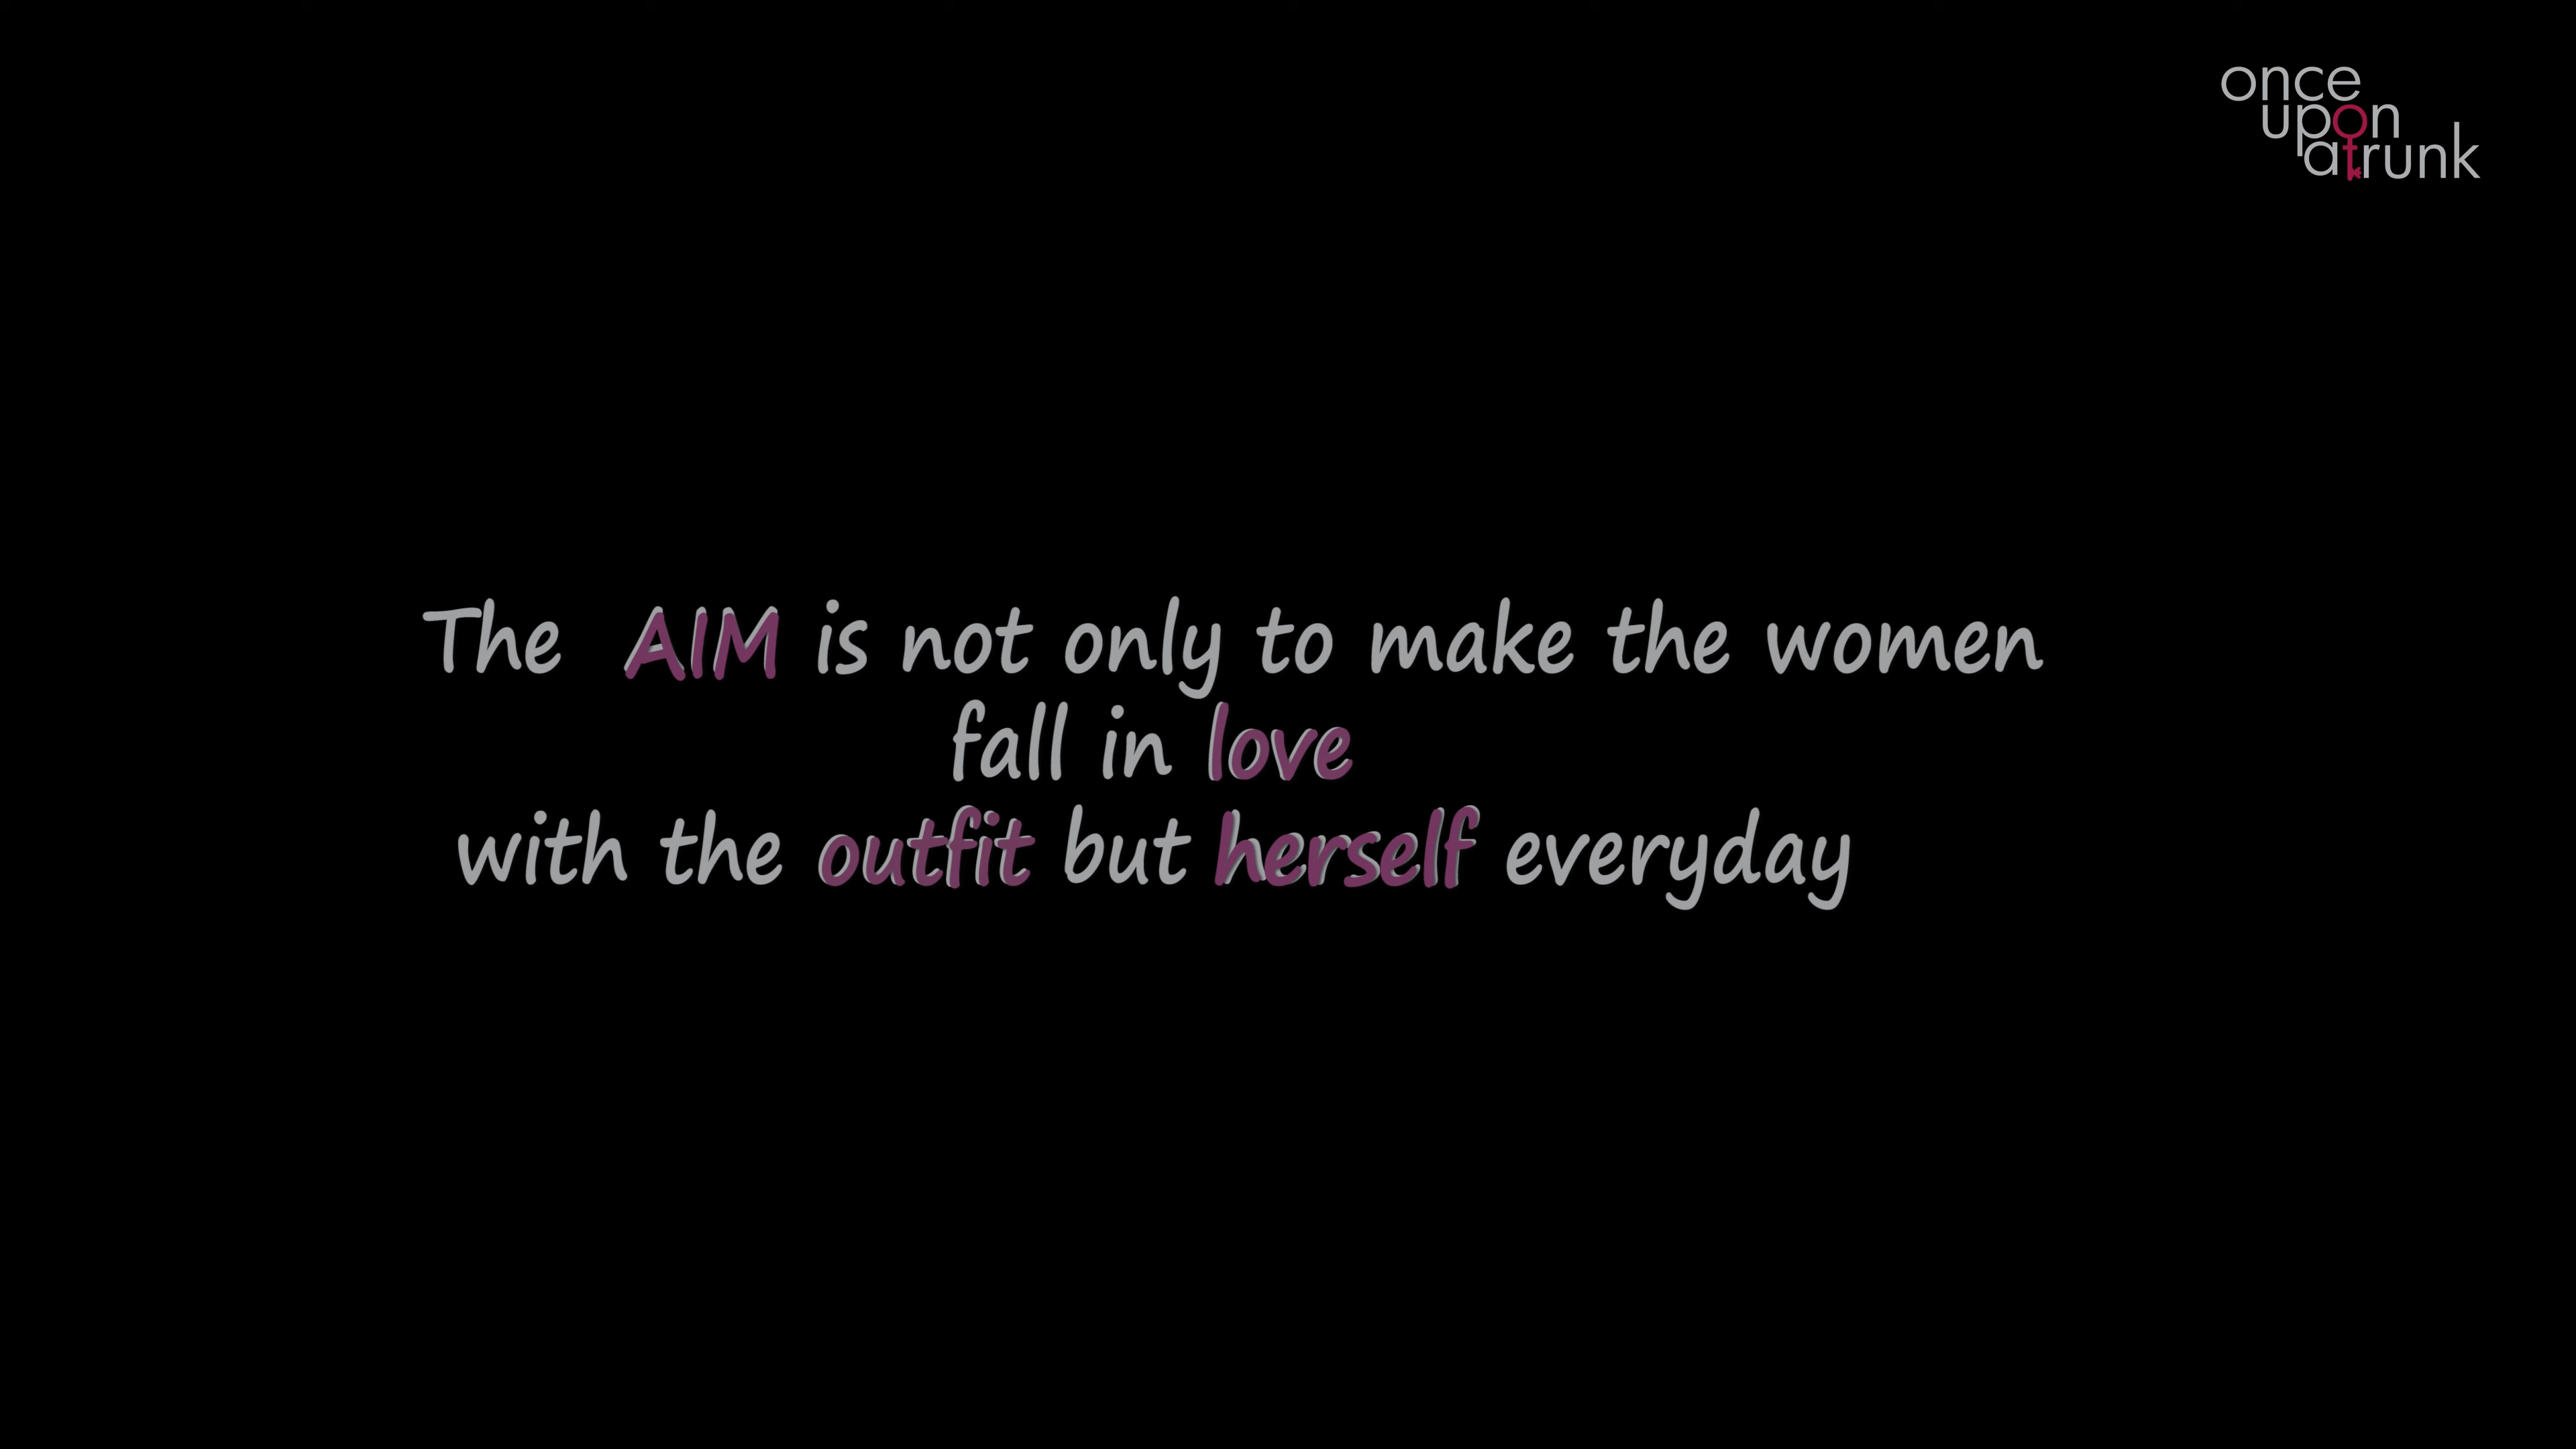 once
upon
atrunk
The AIM is not only to make the women
fall in love
with the outfit but herself everyday